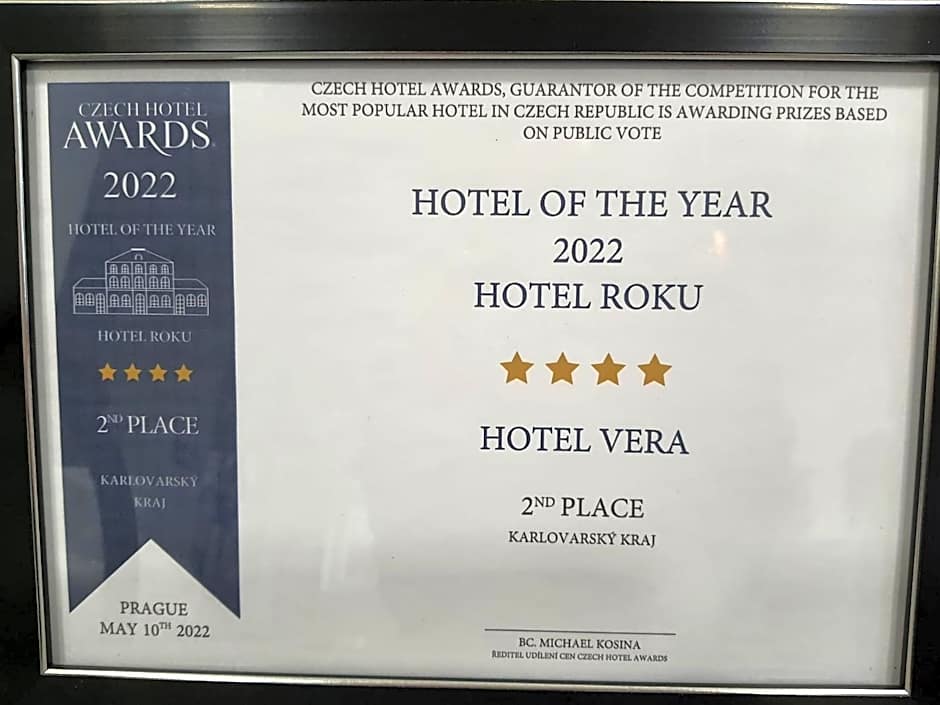 CZECH HOTEL
AWARDS
2022
HOTEL OF THE YEAR
HOTEL ROKU
2ND PLACE
KARLOVARSKÝ
KRAJ
PRAGUE
MAY 10TH 2022
CZECH HOTEL AWARDS, GUARANTOR OF THE COMPETITION FOR THE
MOST POPULAR HOTEL IN CZECH REPUBLIC IS AWARDING PRIZES BASED
ON PUBLIC VOTE
HOTEL OF THE YEAR
2022
HOTEL ROKU
HOTEL VERA
2ND PLACE
KARLOVARSKÝ KRAJ
BC. MICHAEL KOSINA
ŘEDITEL UDÍLENÍ CEN CZECH HOTEL AWARDS